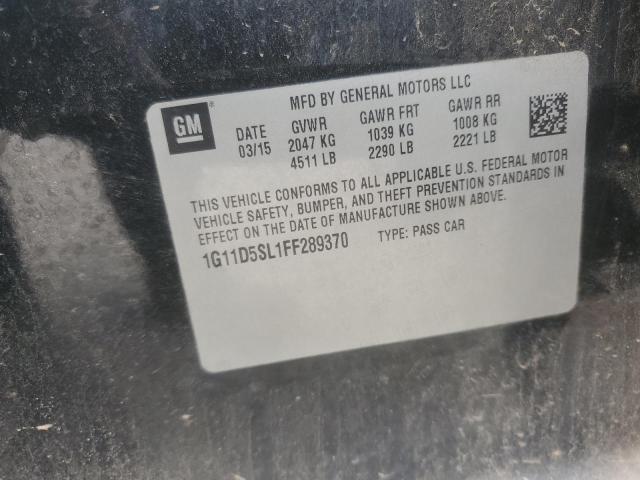 MFD BY GENERAL MOTORS LLC
GM ®
DATE GVWR GAWR FRT GAWR RR
03/15 2047 KG 1039 KG 1008 KG
4511 LB 2290 LB 2221 LB
THIS VEHICLE CONFORMS TO ALL APPLICABLE U.S. FEDERAL MOTOR
VEHICLE SAFETY, BUMPER, AND THEFT PREVENTION STANDARDS IN
EFFECT ON THE DATE OF MANUFACTURE SHOWN ABOVE.
1G11D5SL1FF289370 TYPE: PASS CAR